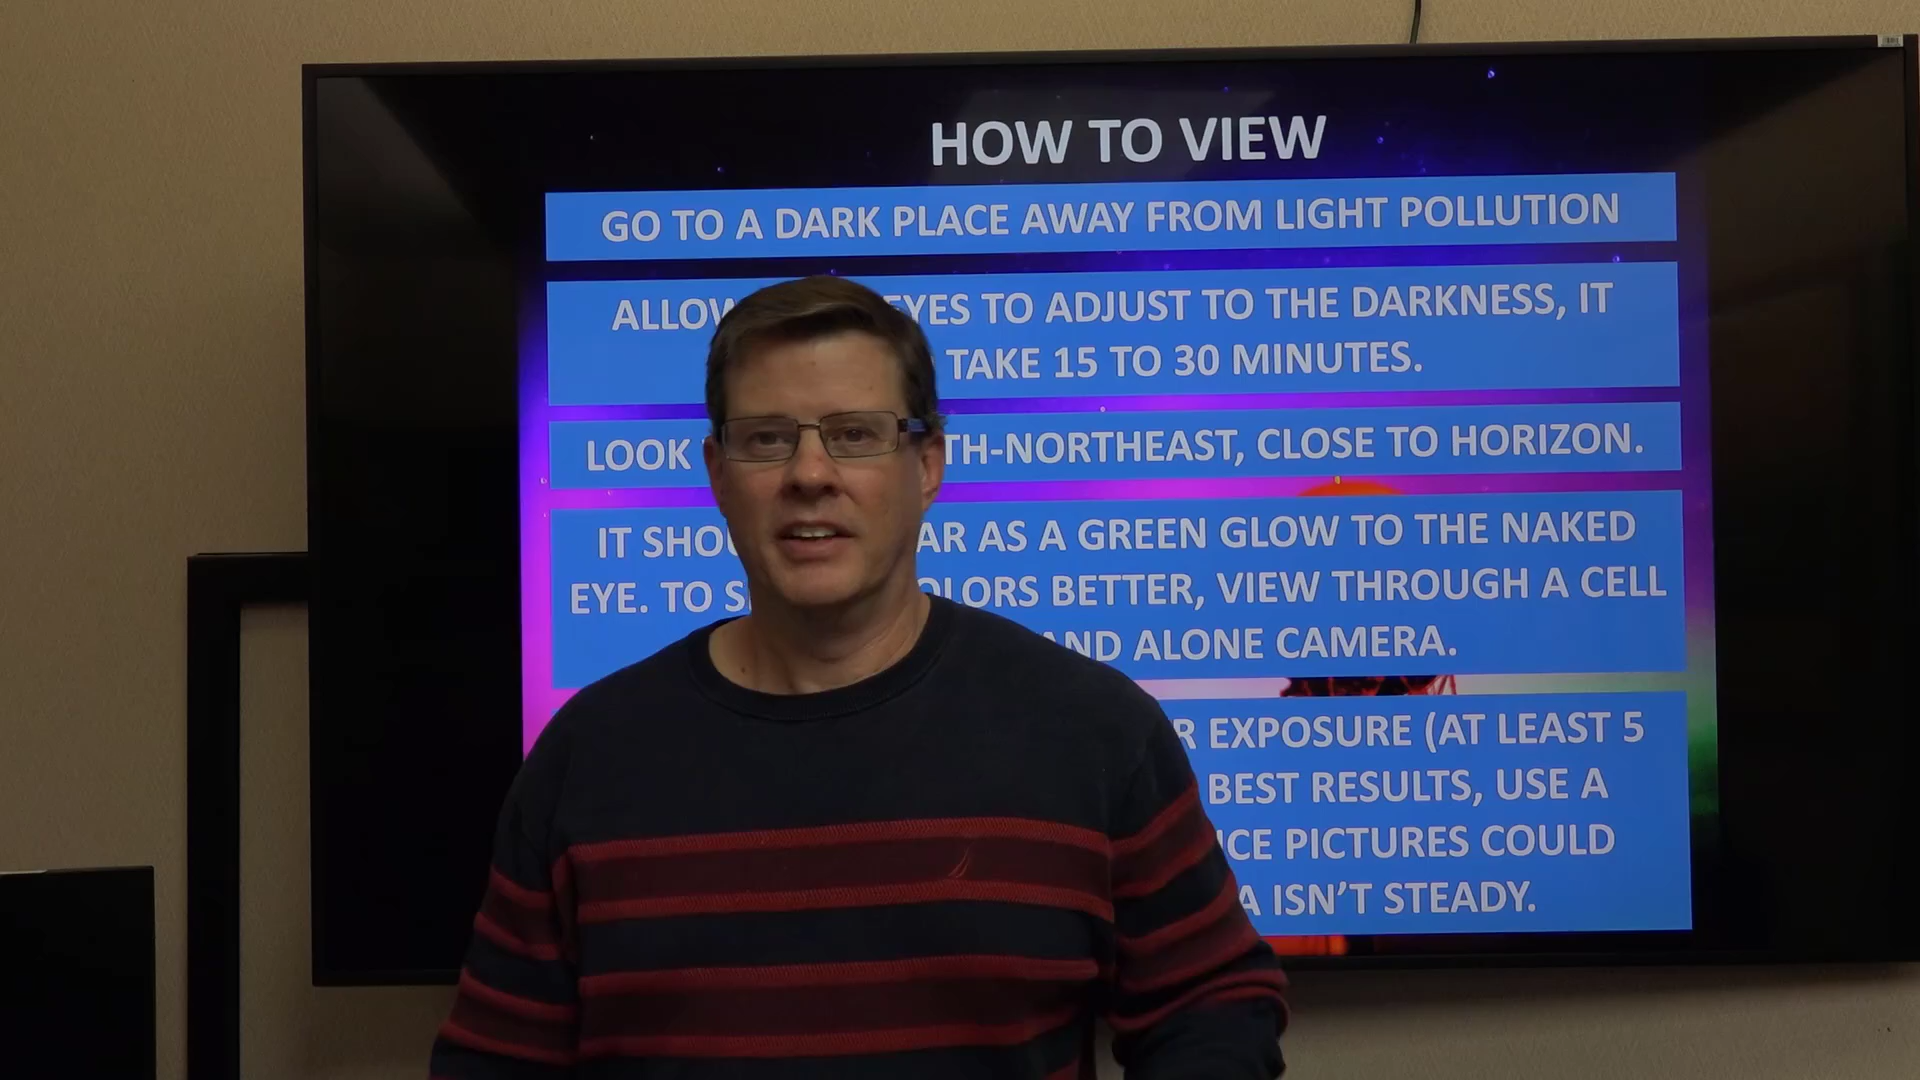 HOW TO VIEW
GO TO A DARK PLACE AWAY FROM LIGHT POLLUTION
ALLOW EYES TO ADJUST TO THE DARKNESS, IT
TAKE 15 TO 30 MINUTES.
LOOK TH-NORTHEAST, CLOSE TO HORIZON.
IT SHOU AR AS A GREEN GLOW TO THE NAKED
EYE. TO S OLORS BETTER, VIEW THROUGH A CELL
AND ALONE CAMERA.
R EXPOSURE (AT LEAST 5
BEST RESULTS, USE A
ICE PICTURES COULD
A ISN'T STEADY.